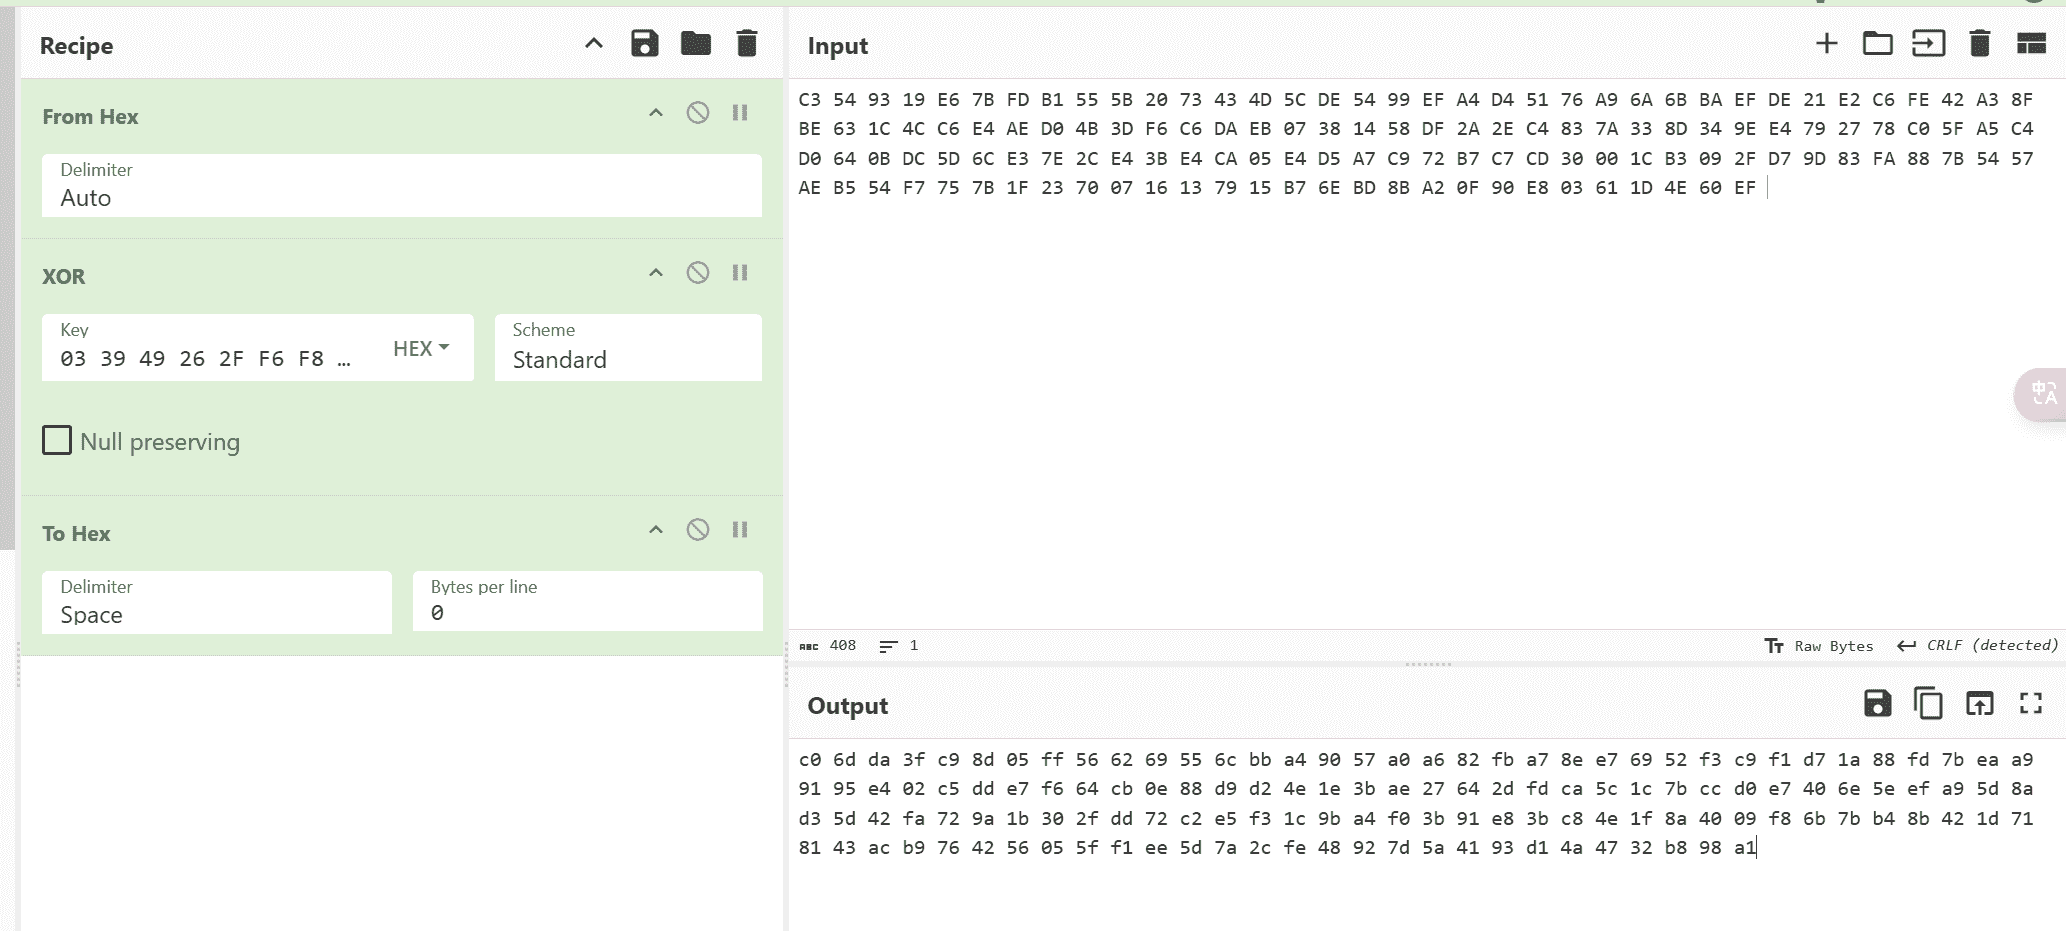 Recipe
From Hex
Delimiter
Auto
XOR
Key
03 39 49 26 2F F6 F8 …
HEX
Scheme
Standard
Null preserving
To Hex
Delimiter
Space
Bytes per line
0
Input
C3 54 93 19 E6 7B FD B1 55 5B 20 73 43 4D 5C DE 54 99 EF A4 D4 51 76 A9 6A 6B BA EF DE 21 E2 C6 FE 42 A3 8F
BE 63 1C 4C C6 E4 AE D0 4B 3D F6 C6 DA EB 07 38 14 58 DF 2A 2E C4 83 7A 33 8D 34 9E E4 79 27 78 C0 5F A5 C4
D0 64 0B DC 5D 6C E3 7E 2C E4 3B E4 CA 05 E4 D5 A7 C9 72 B7 C7 CD 30 00 1C B3 09 2F D7 9D 83 FA 88 7B 54 57
AE B5 54 F7 75 7B 1F 23 70 07 16 13 79 15 B7 6E BD 8B A2 0F 90 E8 03 61 1D 4E 60 EF
ABC 408 1
Tт Raw Bytes CRLF (detected)
Output
c0 6d da 3f c9 8d 05 ff 56 62 69 55 6c bb a4 90 57 a0 a6 82 fb a7 8e e7 69 52 f3 c9 f1 d7 1a 88 fd 7b ea a9
91 95 e4 02 c5 dd e7 f6 64 cb 0e 88 d9 d2 4e 1e 3b ae 27 64 2d fd ca 5c 1c 7b cc d0 e7 40 6e 5e ef a9 5d 8a
d3 5d 42 fa 72 9a 1b 30 2f dd 72 c2 e5 f3 1c 9b a4 f0 3b 91 e8 3b c8 4e 1f 8a 40 09 f8 6b 7b b4 8b 42 1d 71
81 43 ac b9 76 42 56 05 5f f1 ee 5d 7a 2c fe 48 92 7d 5a 41 93 d1 4a 47 32 b8 98 a1